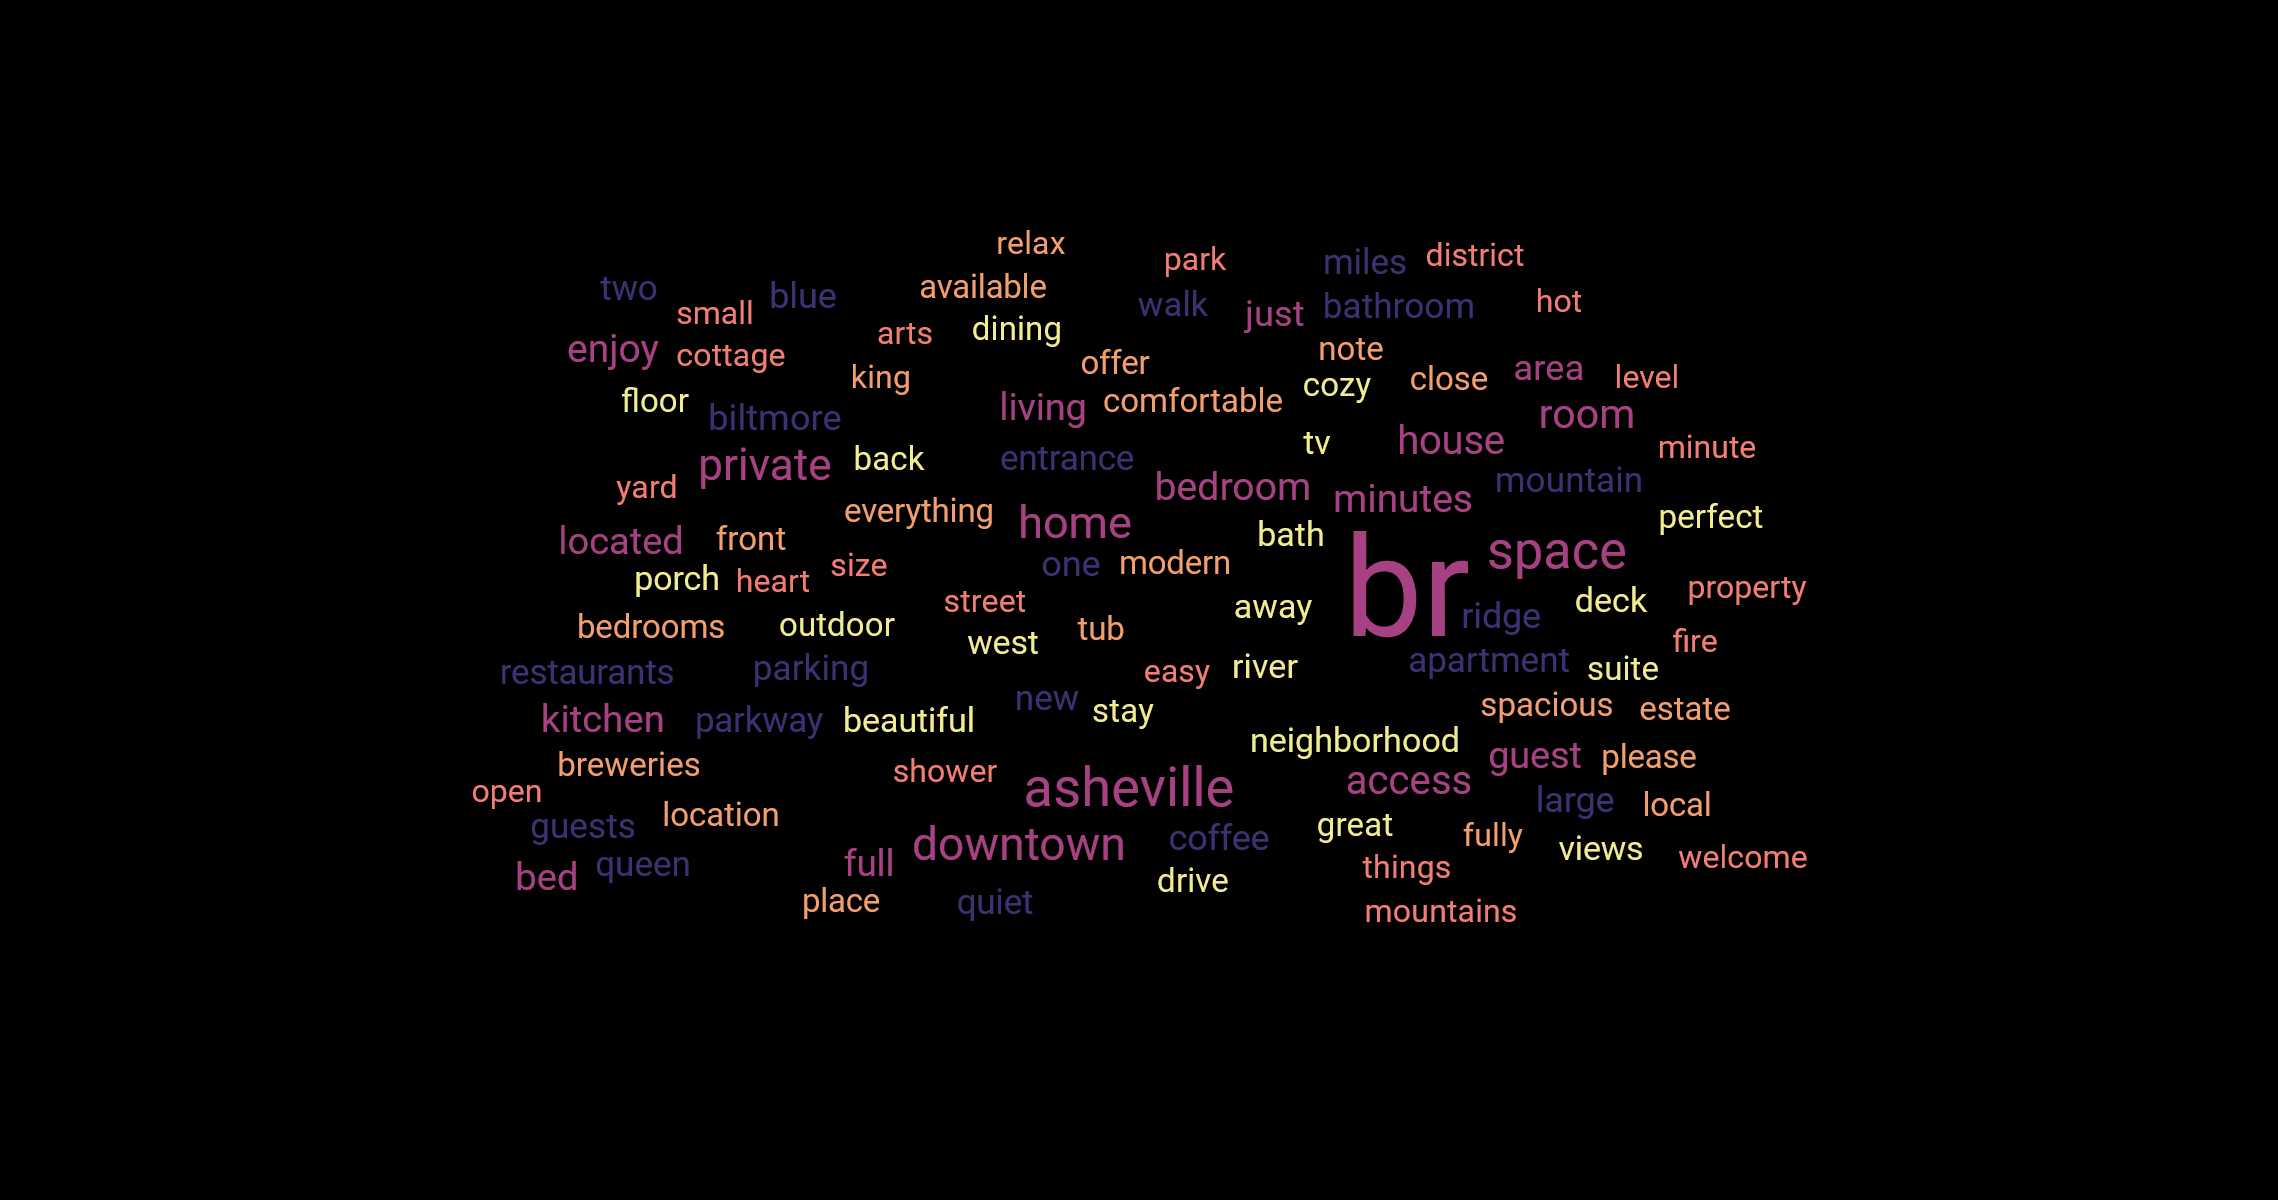 relax
park
miles
district
two
small
blue
available
walk
just
bathroom
hot
enjoy
cottage
arts
dining
note
king
offer
cozy
close
area
level
floor
biltmore
living
comfortable
room
private
back
entrance
tv
house
minute
yard
bedroom
minutes
mountain
everything
home
bath
perfect
located
front
size
one
modern
br
space
porch
heart
street
away
ridge
deck
property
bedrooms
outdoor
west
tub
fire
restaurants
parking
easy
river
apartment
suite
new
stay
spacious
estate
kitchen
parkway
beautiful
neighborhood
guest
please
breweries
shower
asheville
access
large
local
open
location
guests
downtown
coffee
great
fully
views
welcome
bed
queen
full
drive
things
place
quiet
mountains